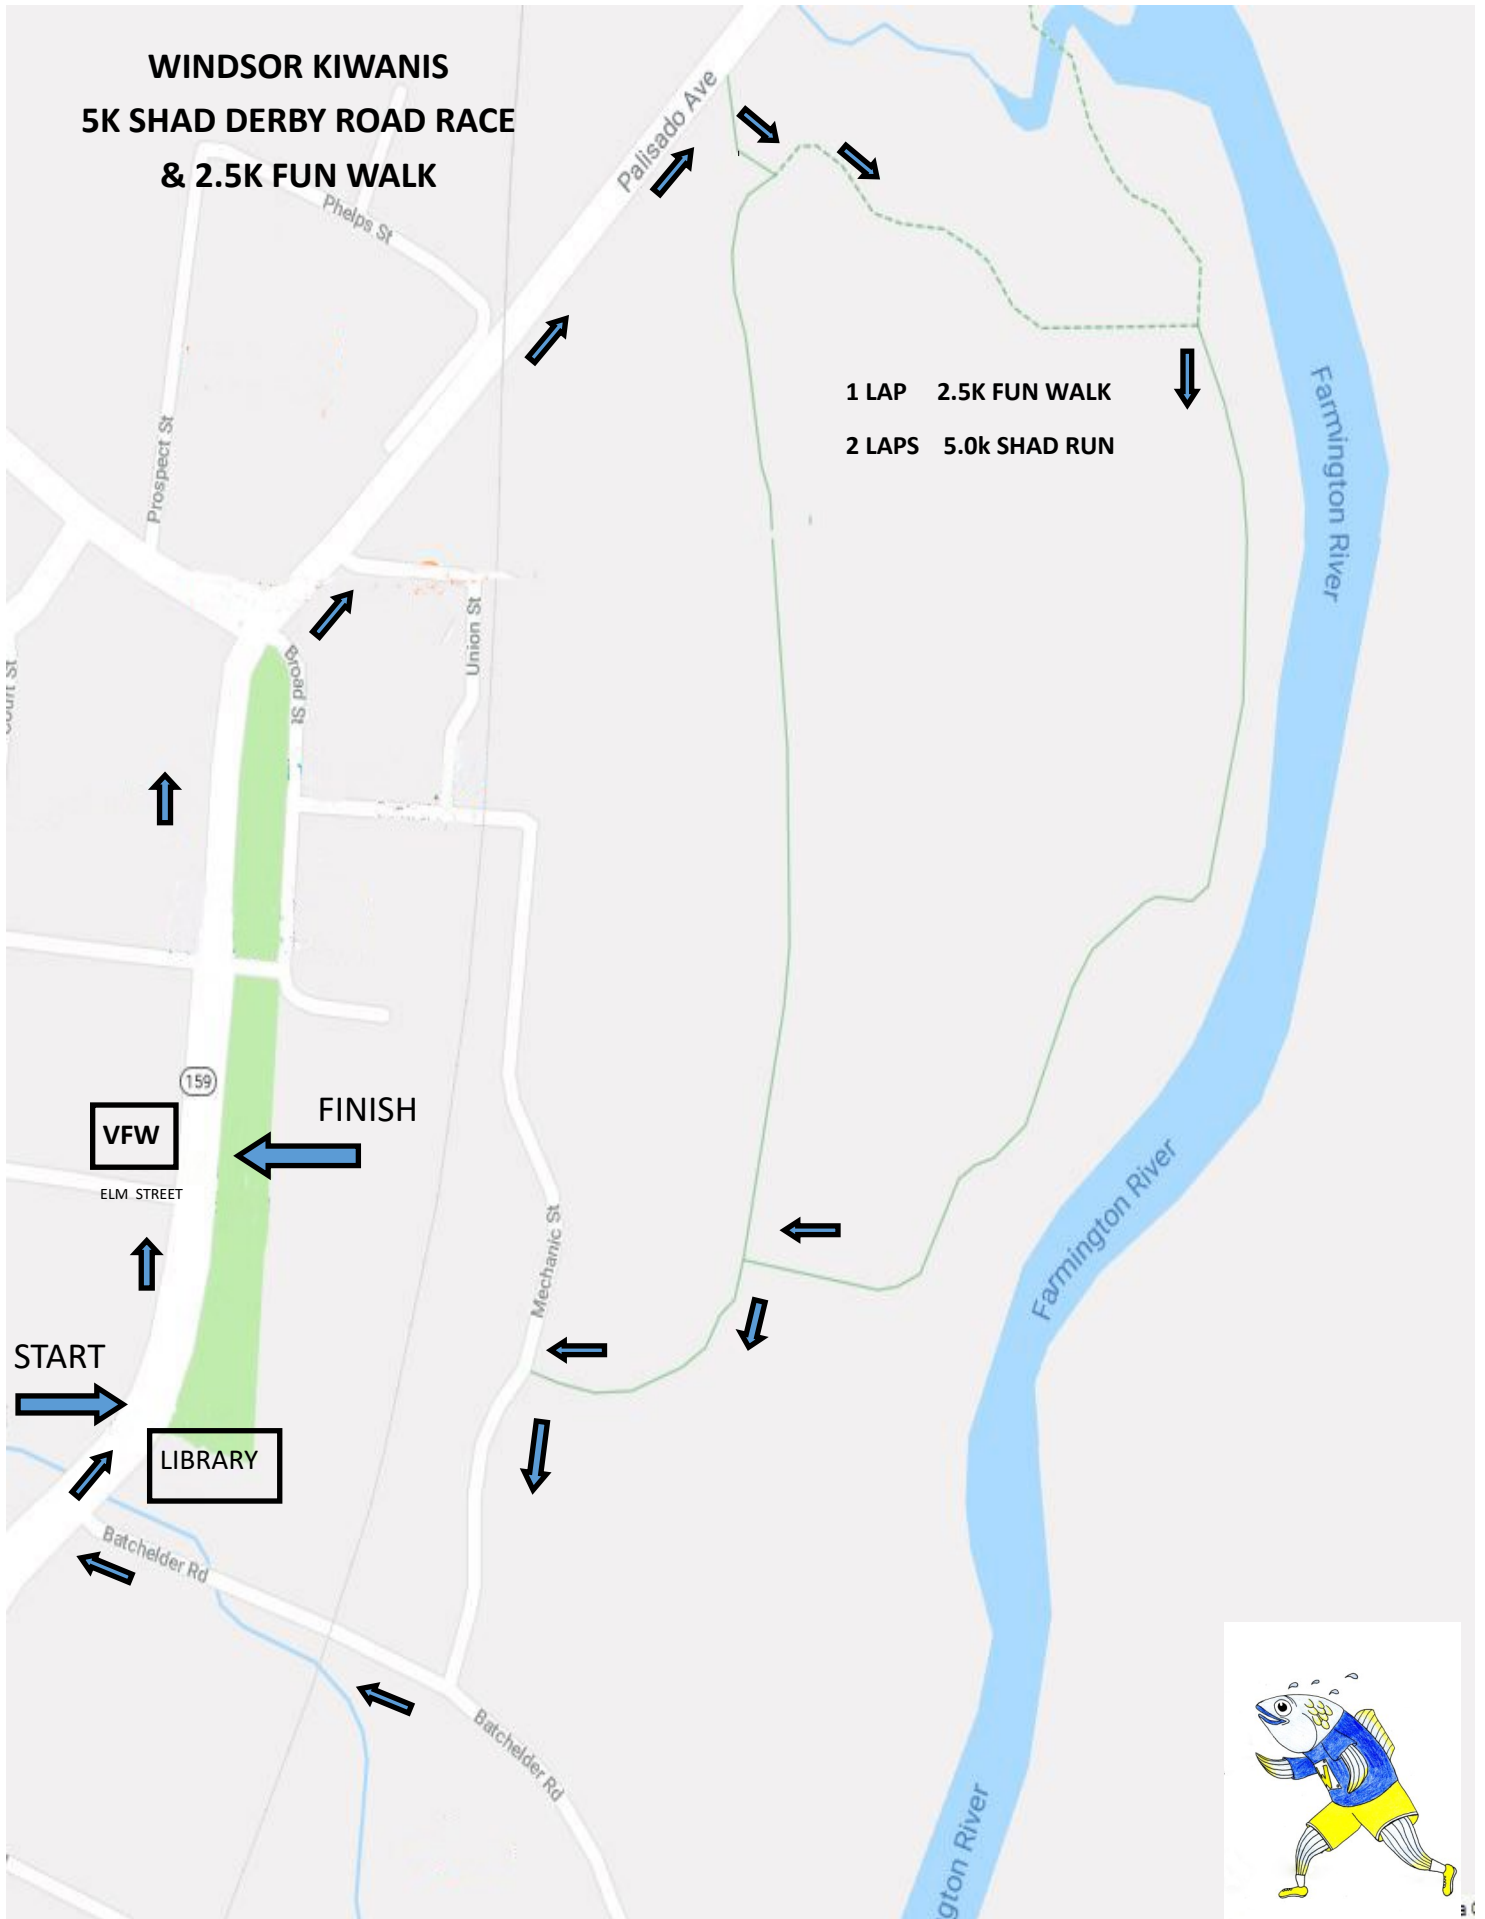 WINDSOR KIWANIS
5K SHAD DERBY ROAD RACE
& 2.5K FUN WALK
Palisado Ave
Phelps St
Prospect St
1 LAP 2.5K FUN WALK
2 LAPS 5.0k SHAD RUN
Farmington River
Union St
Broad St
159
VFW
FINISH
ELM STREET
Mechanic St
Farmington River
START
LIBRARY
Batchelder Rd
Batchelder Rd
gton River